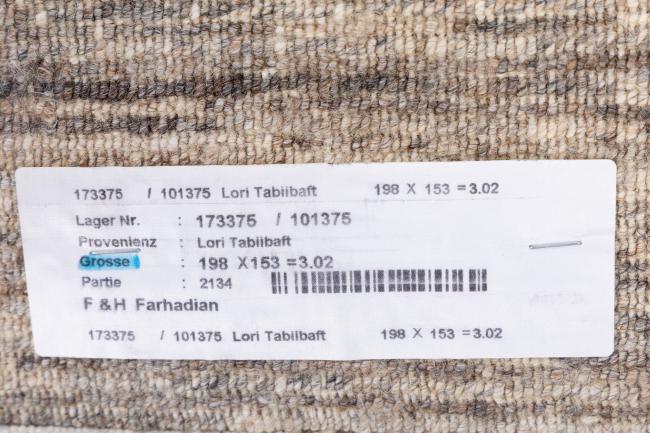 173375 / 101375 Lori Tabiibaft 198 X 153 = 3.02
Lager Nr. : 173375 / 101375
Provenienz : Lori Tabiibaft
Grosse : 198 X 153 = 3.02
Partie : 2134
F & H Farhadian
173375 / 101375 Lori Tabiibaft 198 X 153 = 3.02